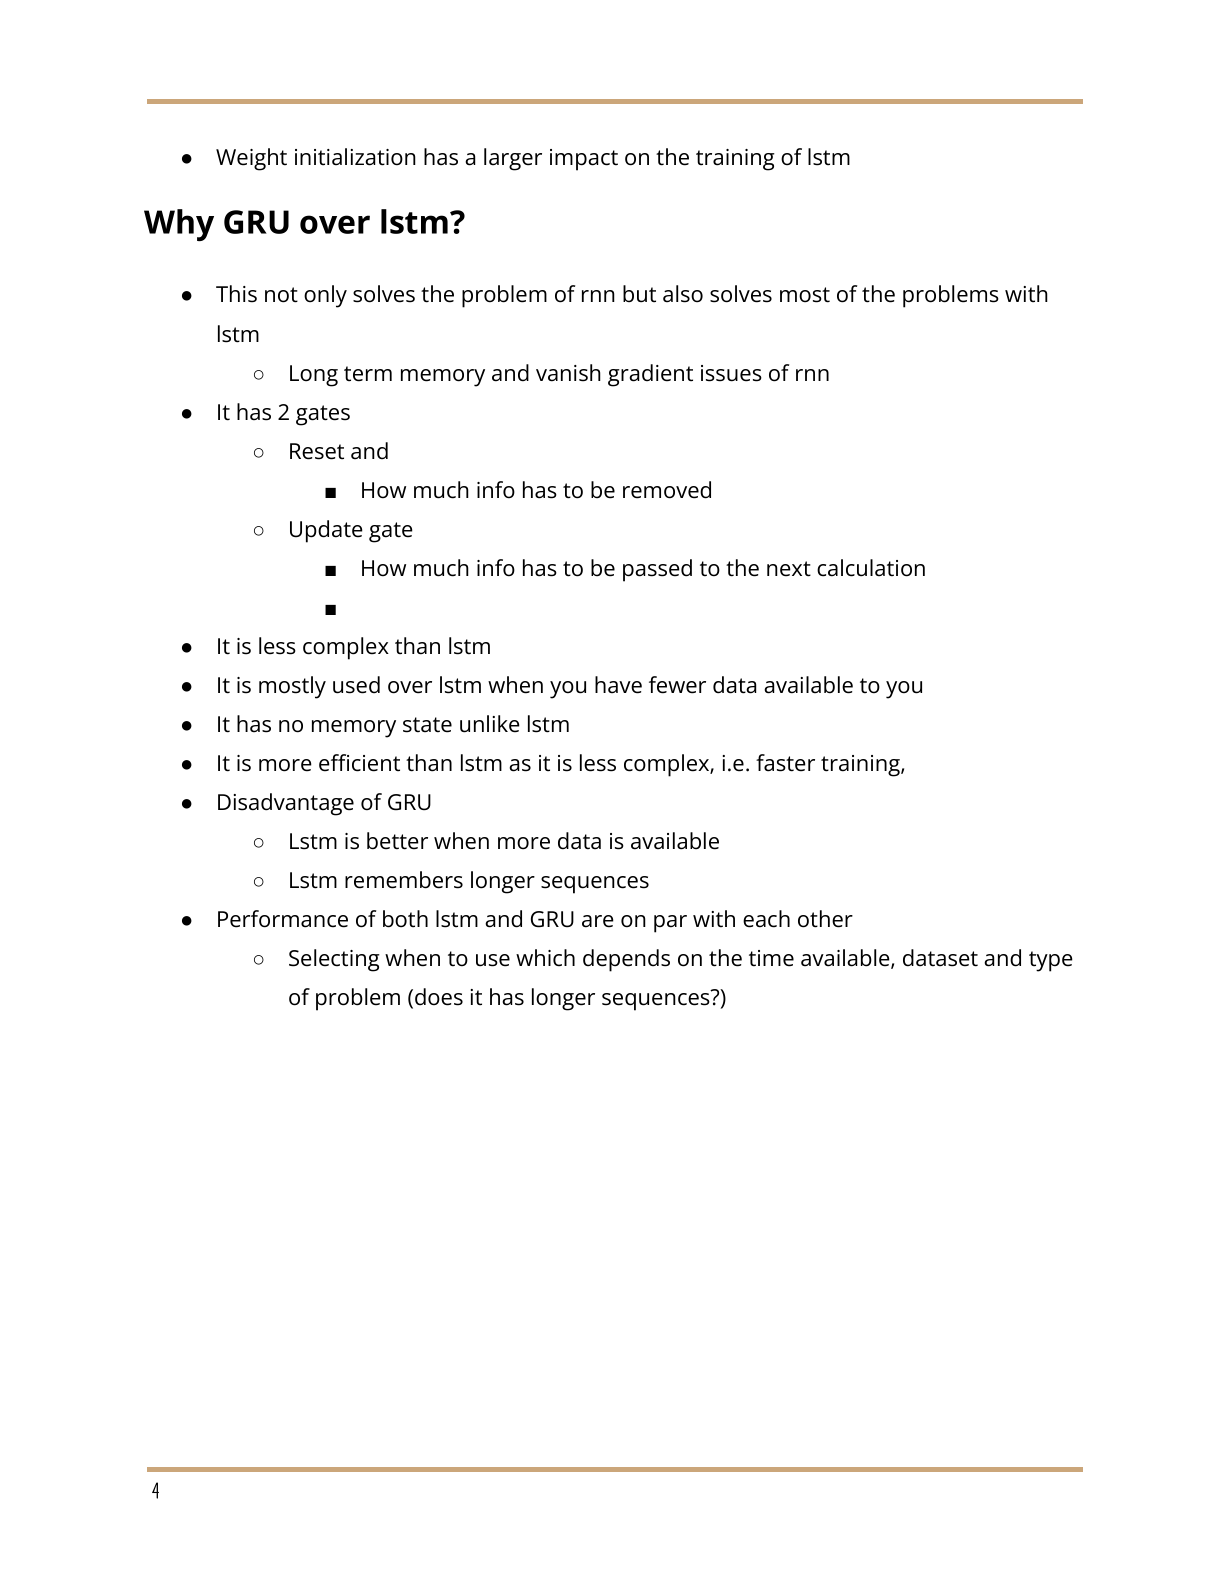 ● Weight initialization has a larger impact on the training of lstm
Why GRU over lstm?
● This not only solves the problem of rnn but also solves most of the problems with
lstm
○ Long term memory and vanish gradient issues of rnn
● It has 2 gates
○ Reset and
■ How much info has to be removed
○ Update gate
■ How much info has to be passed to the next calculation
■
● It is less complex than lstm
● It is mostly used over lstm when you have fewer data available to you
● It has no memory state unlike lstm
● It is more efficient than lstm as it is less complex, i.e. faster training,
● Disadvantage of GRU
○ Lstm is better when more data is available
○ Lstm remembers longer sequences
● Performance of both lstm and GRU are on par with each other
○ Selecting when to use which depends on the time available, dataset and type
of problem (does it has longer sequences?)
4